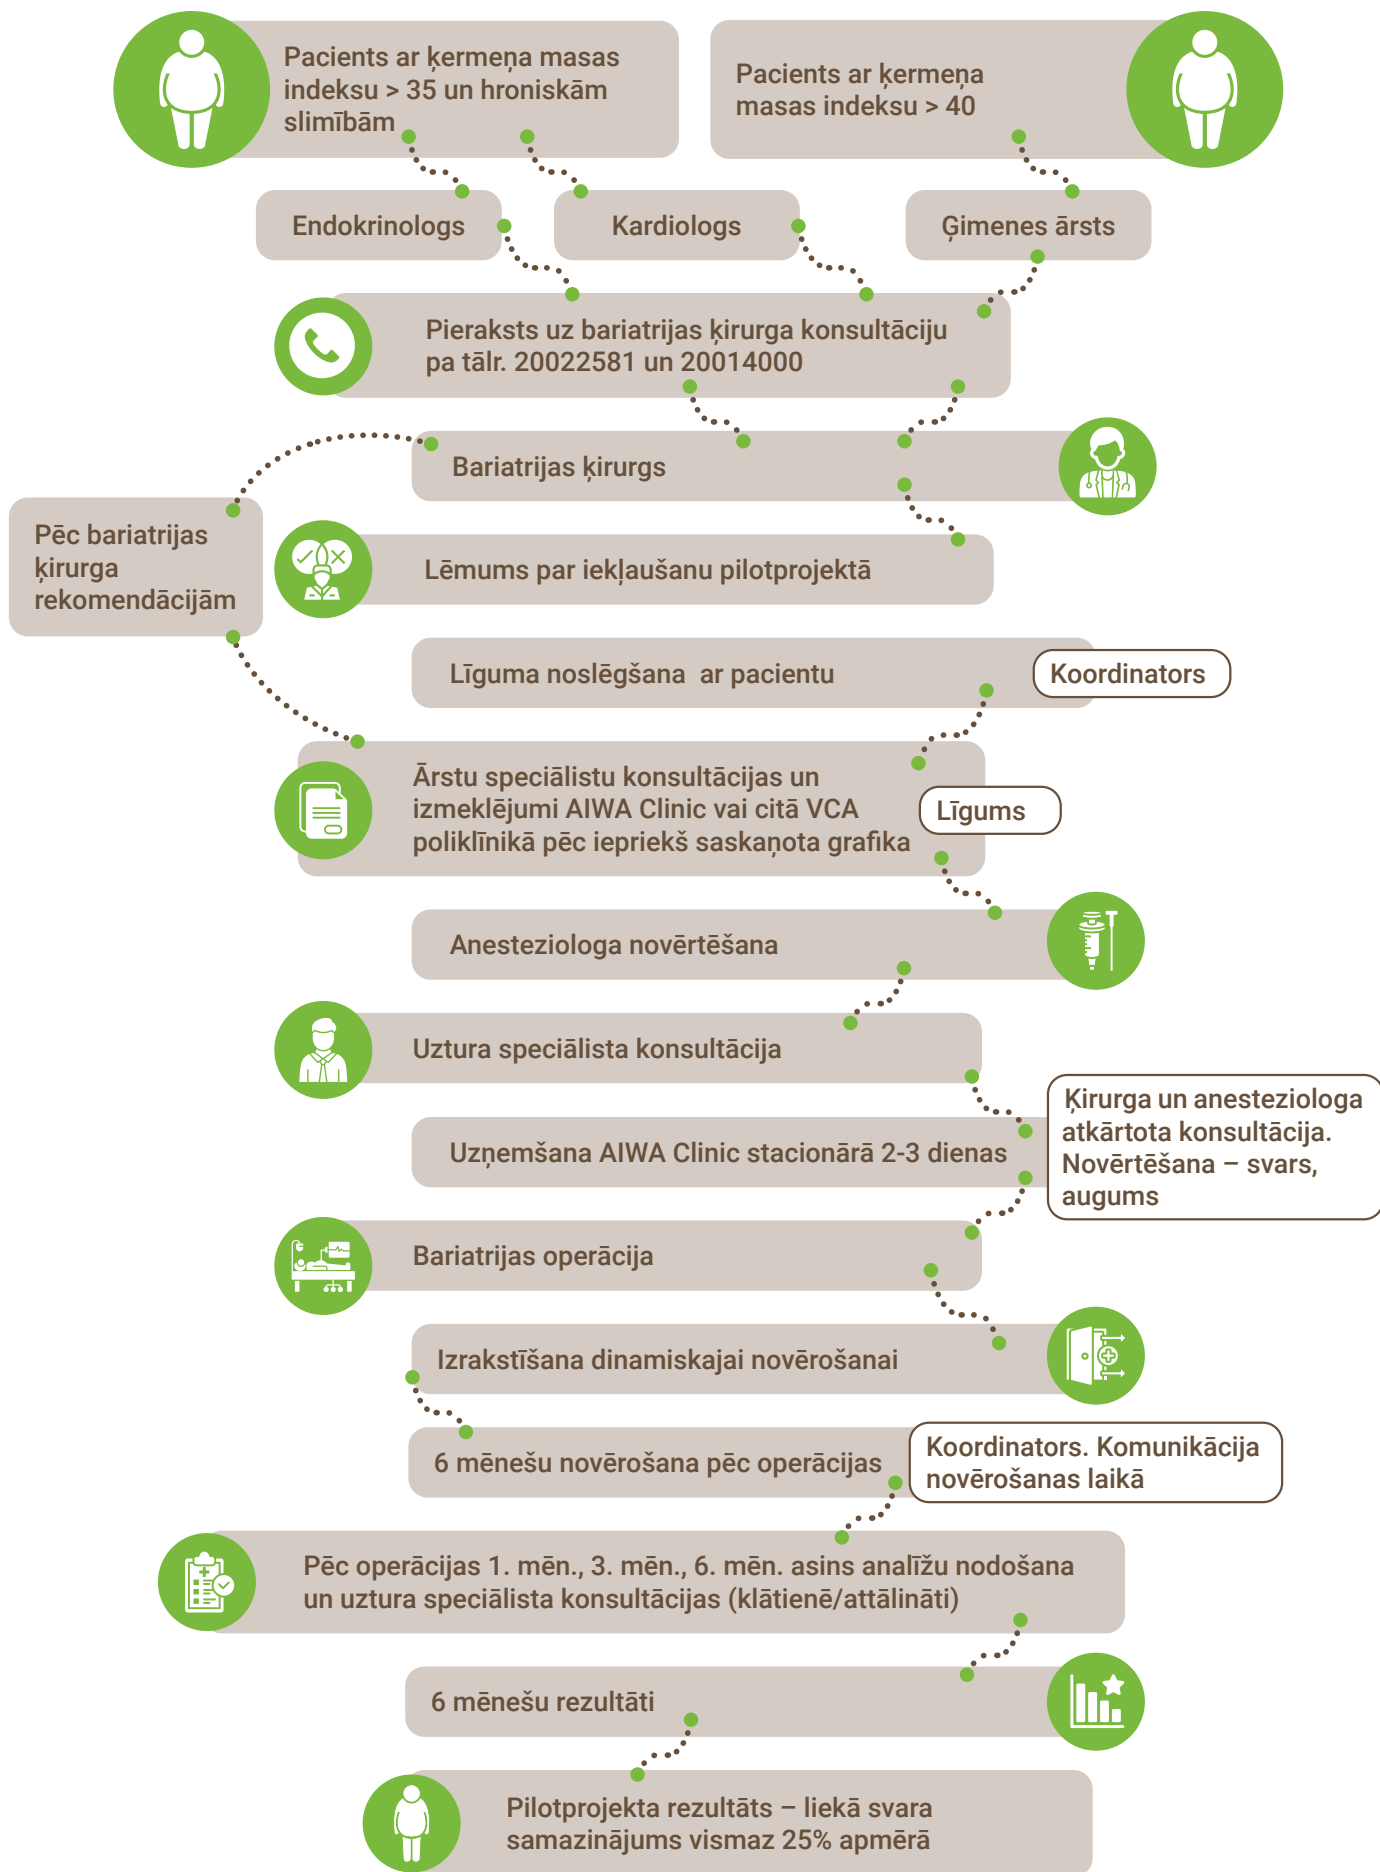 Pacients ar ķermeņa masas
indeksu > 35 un hroniskām
slimībām
Pacients ar ķermeņa
masas indeksu > 40
Endokrinologs
Kardiologs
Ģimenes ārsts
Pieraksts uz bariatrijas ķirurga konsultāciju
pa tālr. 20022581 un 20014000
Bariatrijas ķirurgs
Pēc bariatrijas
ķirurga
rekomendācijām
Lēmums par iekļaušanu pilotprojektā
Līguma noslēgšana ar pacientu
Koordinators
Ārstu speciālistu konsultācijas un
izmeklējumi AIWA Clinic vai citā VCA
poliklīnikā pēc iepriekš saskaņota grafika
Līgums
Anesteziologa novērtēšana
Uztura speciālista konsultācija
Uzņemšana AIWA Clinic stacionārā 2-3 dienas
Ķirurga un anesteziologa
atkārtota konsultācija.
Novērtēšana – svars,
augums
Bariatrijas operācija
Izrakstīšana dinamiskajai novērošanai
6 mēnešu novērošana pēc operācijas
Koordinators. Komunikācija
novērošanas laikā
Pēc operācijas 1. mēn., 3. mēn., 6. mēn. asins analīžu nodošana
un uztura speciālista konsultācijas (klātienē/attālināti)
6 mēnešu rezultāti
Pilotprojekta rezultāts – liekā svara
samazinājums vismaz 25% apmērā